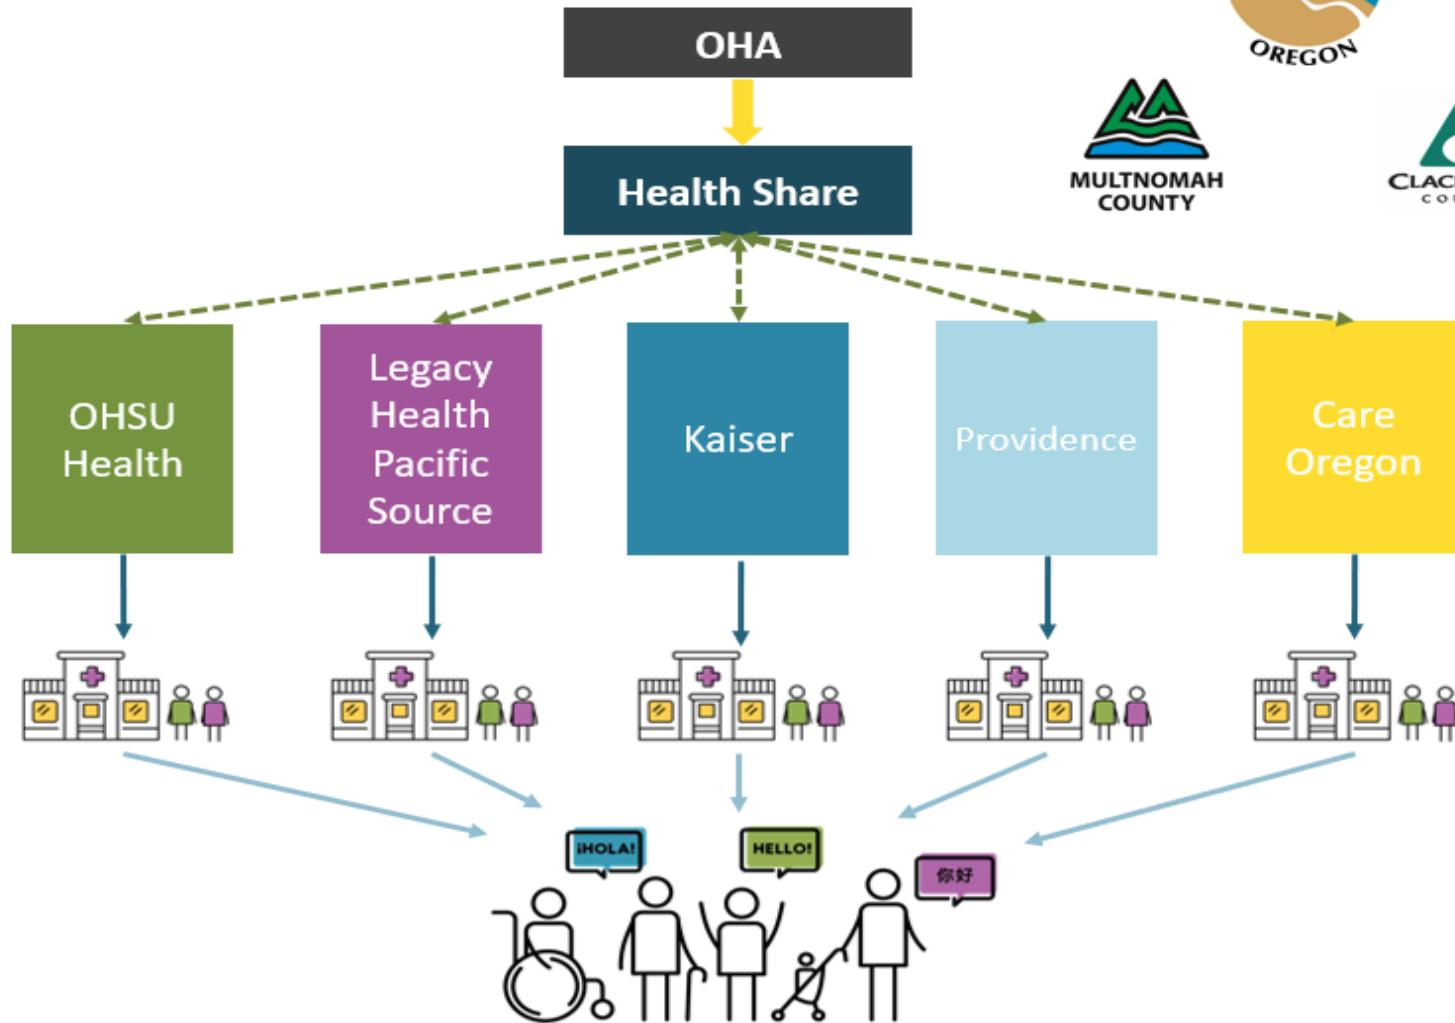 OHA
OREGON
Health Share
MULTNOMAH
COUNTY
OHSU
Health
Legacy
Health
Pacific
Source
Kaiser
Providence
Care
Oregon
¡HOLA!
HELLO!
你好